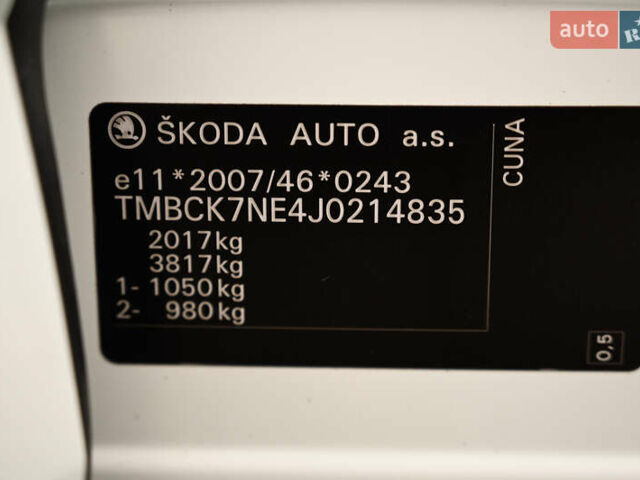 ŠKODA AUTO a.s.
e11*2007/46*0243
TMBCK7NE4J0214835
2017kg
3817kg
1- 1050kg
2- 980kg
CUNA
0,5
auto